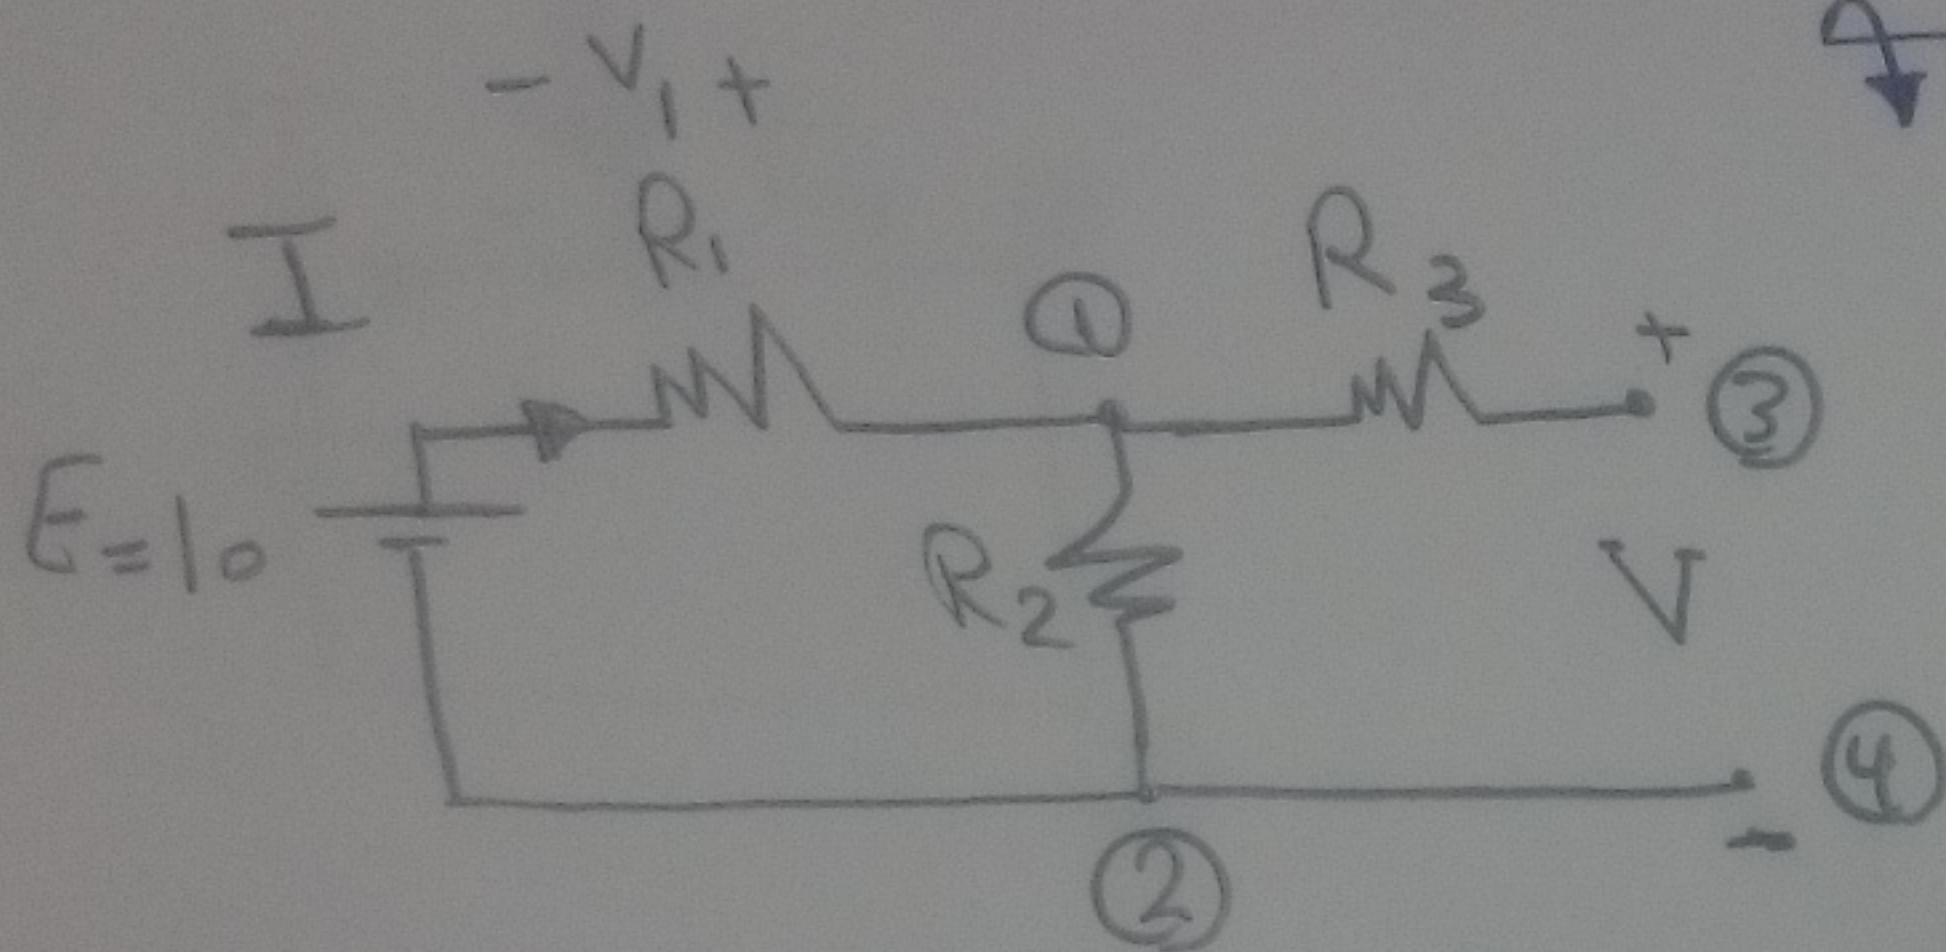 - V1 +
R1
I
R3
①
+
③
E=10
R2
V
④
-
②